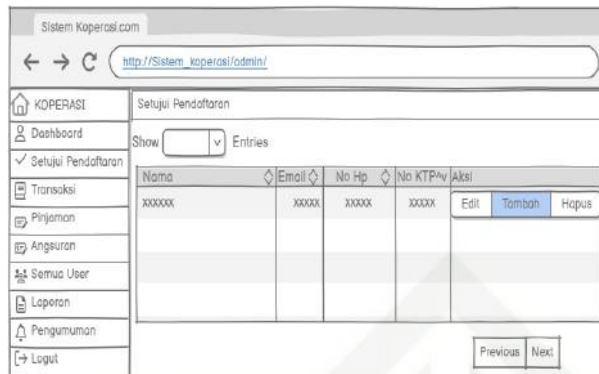 Sistem Koperasi.com
http://Sistem_koperasi/admin/
KOPERASI
Dashboard
Setujui Pendaftaran
Transaksi
Pinjaman
Angsuran
Semua User
Laporan
Pengumuman
Logut
Setujui Pendaftaran
Show Entries
Nama Email No Hp No KTP^v Aksi
xxxxxx xxxxx xxxxx xxxxx Edit Tambah Hapus
Previous Next